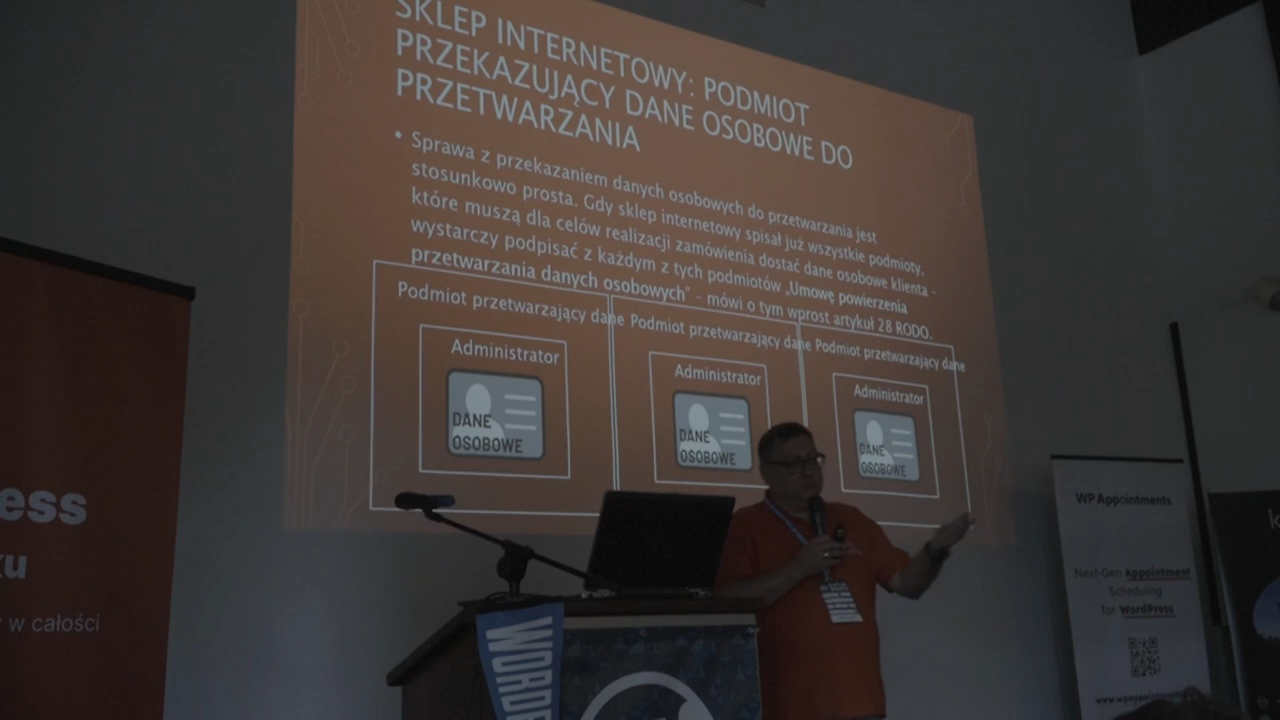 SKLEP INTERNETOWY: PODMIOT
PRZEKAZUJĄCY DANE OSOBOWE DO
PRZETWARZANIA
• Sprawa z przekazaniem danych osobowych do przetwarzania jest
stosunkowo prosta. Gdy sklep internetowy spisał już wszystkie podmioty,
które muszą dla celów realizacji zamówienia dostać dane osobowe klienta –
wystarczy podpisać z każdym z tych podmiotów „Umowę powierzenia
przetwarzania danych osobowych" – mówi o tym wprost artykuł 28 RODO.
Podmiot przetwarzający dane
Administrator
DANE
OSOBOWE
Podmiot przetwarzający dane
Administrator
DANE
OSOBOWE
Podmiot przetwarzający dane
Administrator
DANE
OSOBOWE
ess
ku
w całości
WORDP
WP Appointments
Next-Gen Appointment
Scheduling
for WordPress